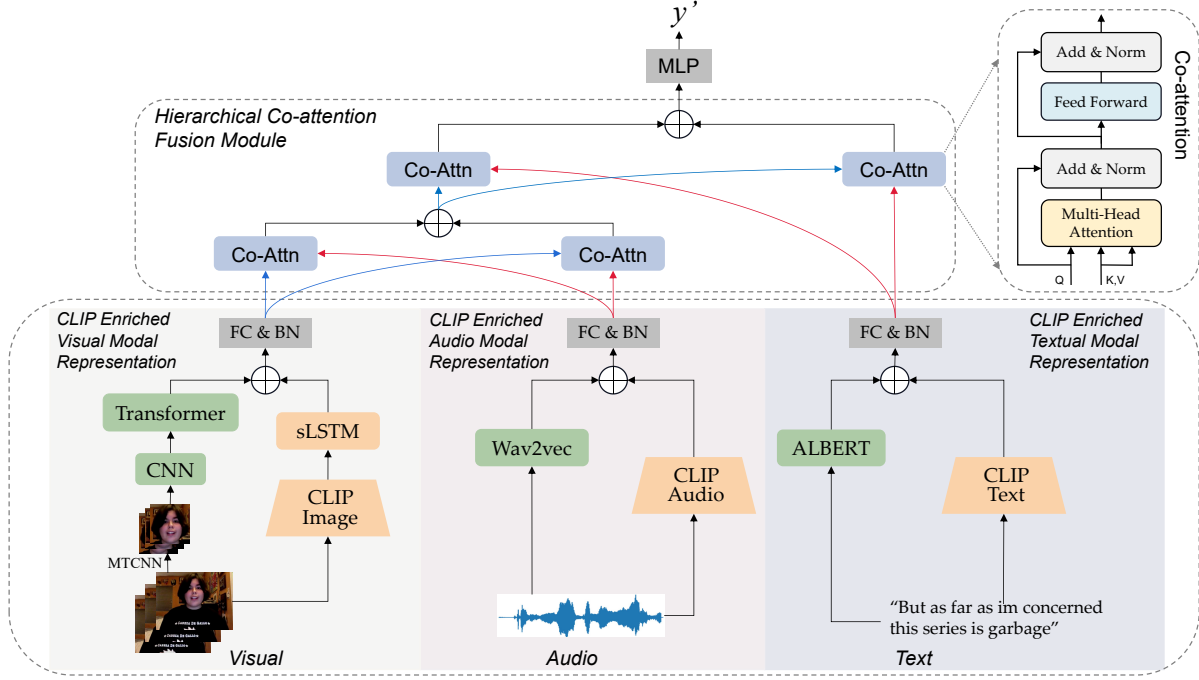 y’
MLP
Hierarchical Co-attention
Fusion Module
Co-Attn
Co-Attn
Co-Attn
Co-Attn
Add & Norm
Feed Forward
Add & Norm
Multi-Head
Attention
Q
K,V
Co-attention
CLIP Enriched
Visual Modal
Representation
FC & BN
Transformer
sLSTM
CNN
CLIP
Image
MTCNN
Visual
CLIP Enriched
Audio Modal
Representation
FC & BN
Wav2vec
CLIP
Audio
Audio
FC & BN
CLIP Enriched
Textual Modal
Representation
ALBERT
CLIP
Text
“But as far as im concerned
this series is garbage”
Text